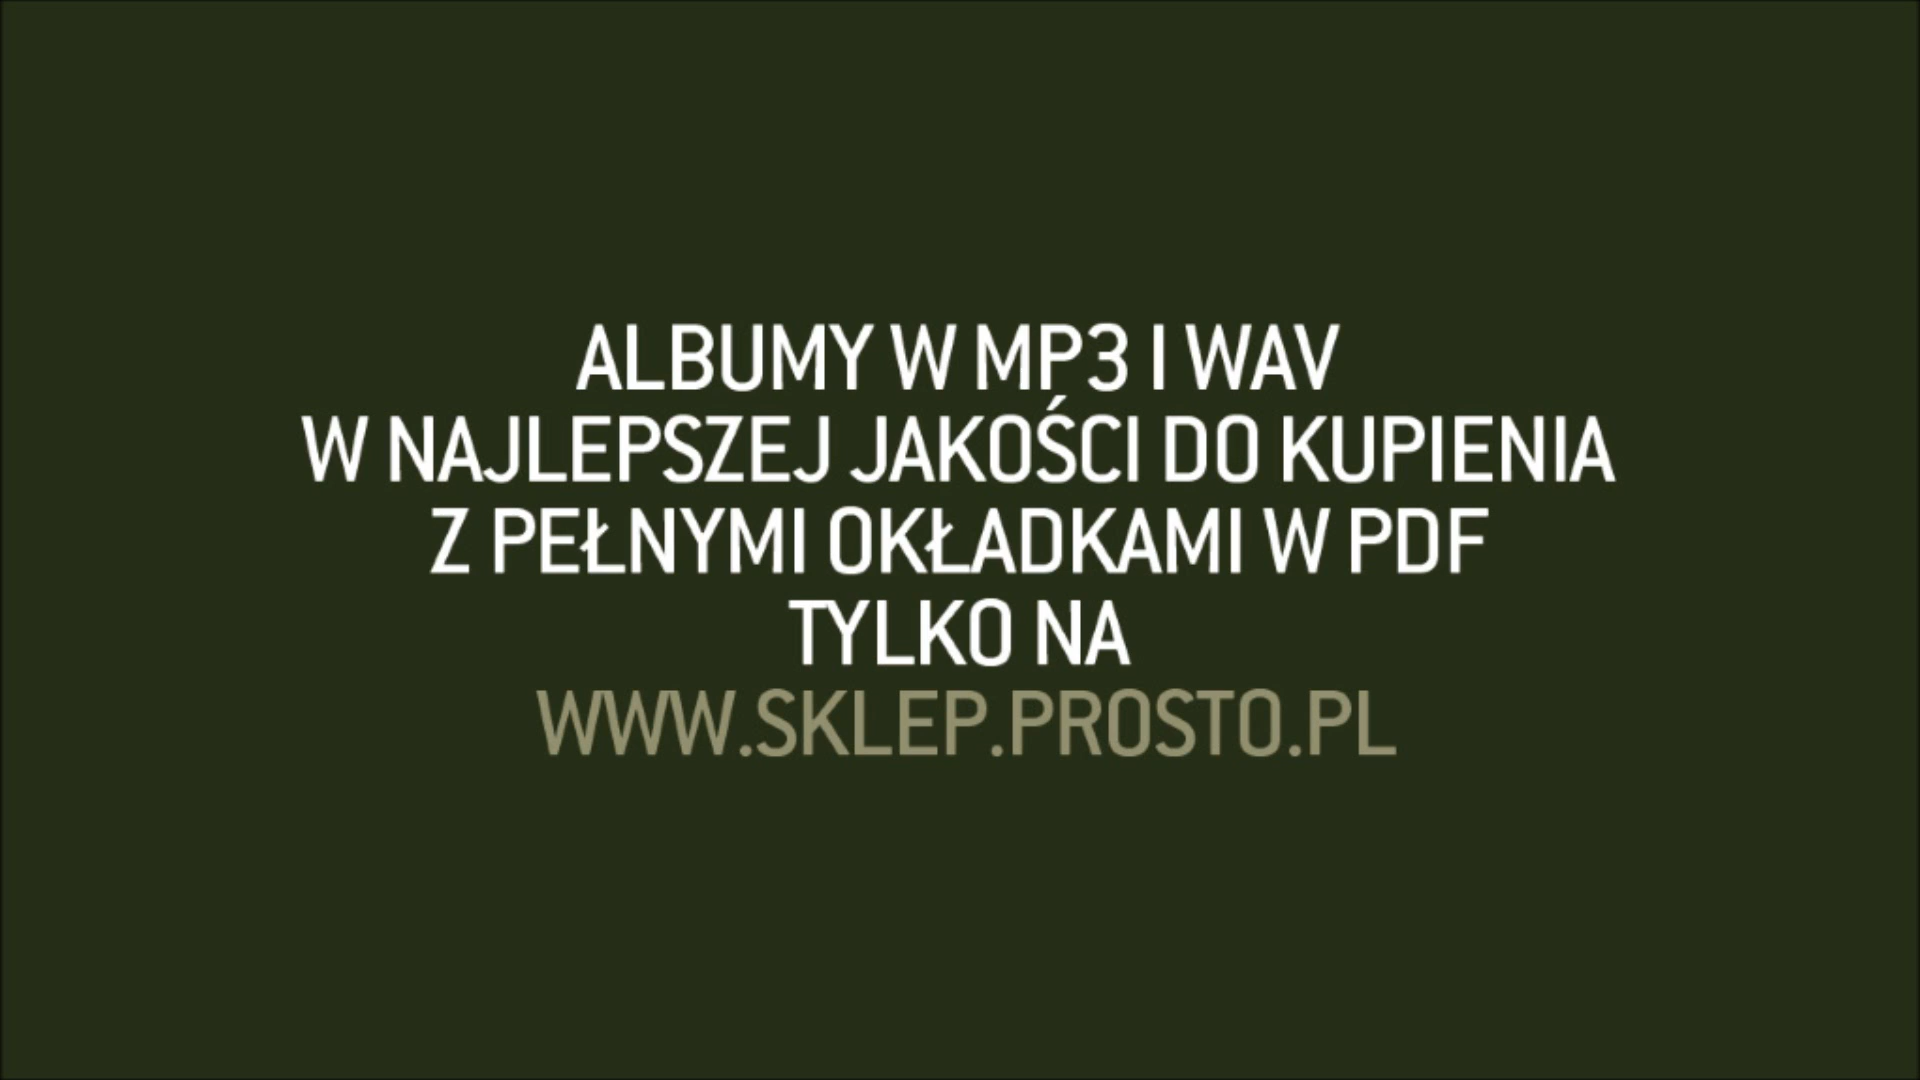 ALBUMY W MP3 I WAV
W NAJLEPSZEJ JAKOŚCI DO KUPIENIA
Z PEŁNYMI OKŁADKAMI W PDF
TYLKO NA
WWW.SKLEP.PROSTO.PL